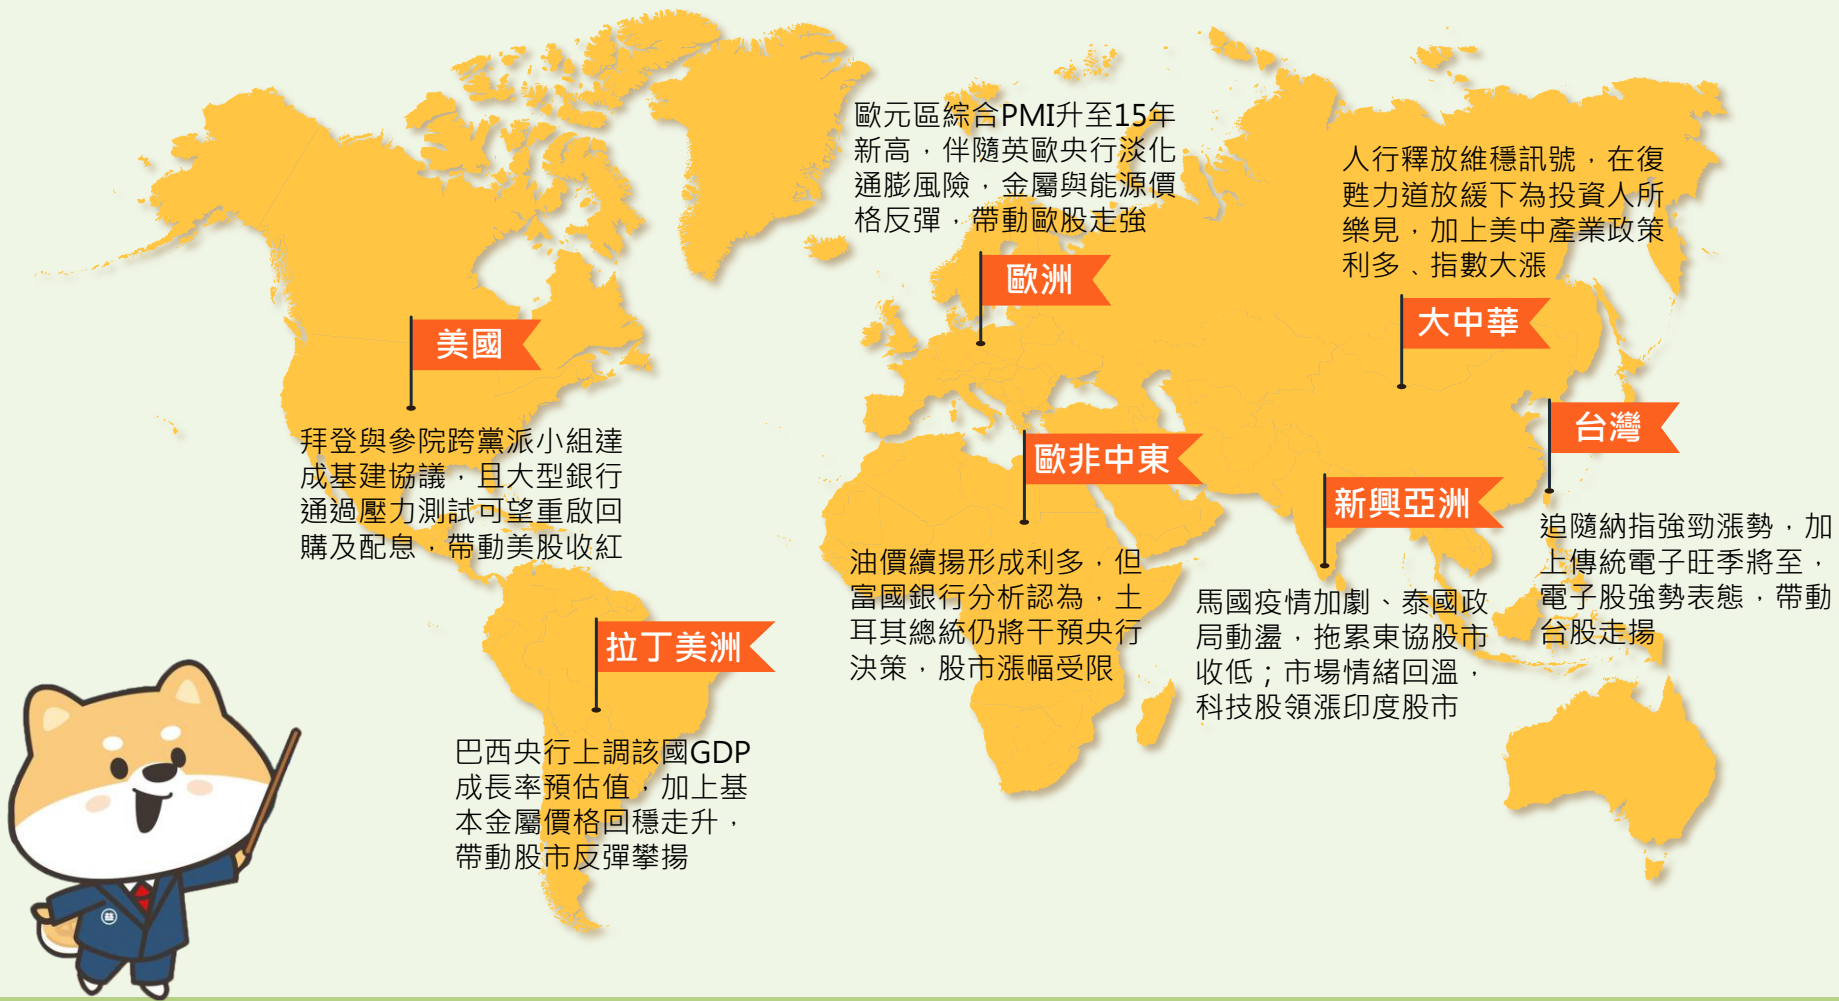 歐元區綜合PMI升至15年
新高，伴隨英歐央行淡化
通膨風險，金屬與能源價
格反彈，帶動歐股走強
歐洲
人行釋放維穩訊號，在復
甦力道放緩下為投資人所
樂見，加上美中產業政策
利多、指數大漲
大中華
美國
拜登與參院跨黨派小組達
成基建協議，且大型銀行
通過壓力測試可望重啟回
購及配息，帶動美股收紅
台灣
追隨納指強勁漲勢，加
上傳統電子旺季將至，
電子股強勢表態，帶動
台股走揚
歐非中東
油價續揚形成利多，但
富國銀行分析認為，土
耳其總統仍將干預央行
決策，股市漲幅受限
新興亞洲
馬國疫情加劇、泰國政
局動盪，拖累東協股市
收低；市場情緒回溫，
科技股領漲印度股市
拉丁美洲
巴西央行上調該國GDP
成長率預估值，加上基
本金屬價格回穩走升，
帶動股市反彈攀揚